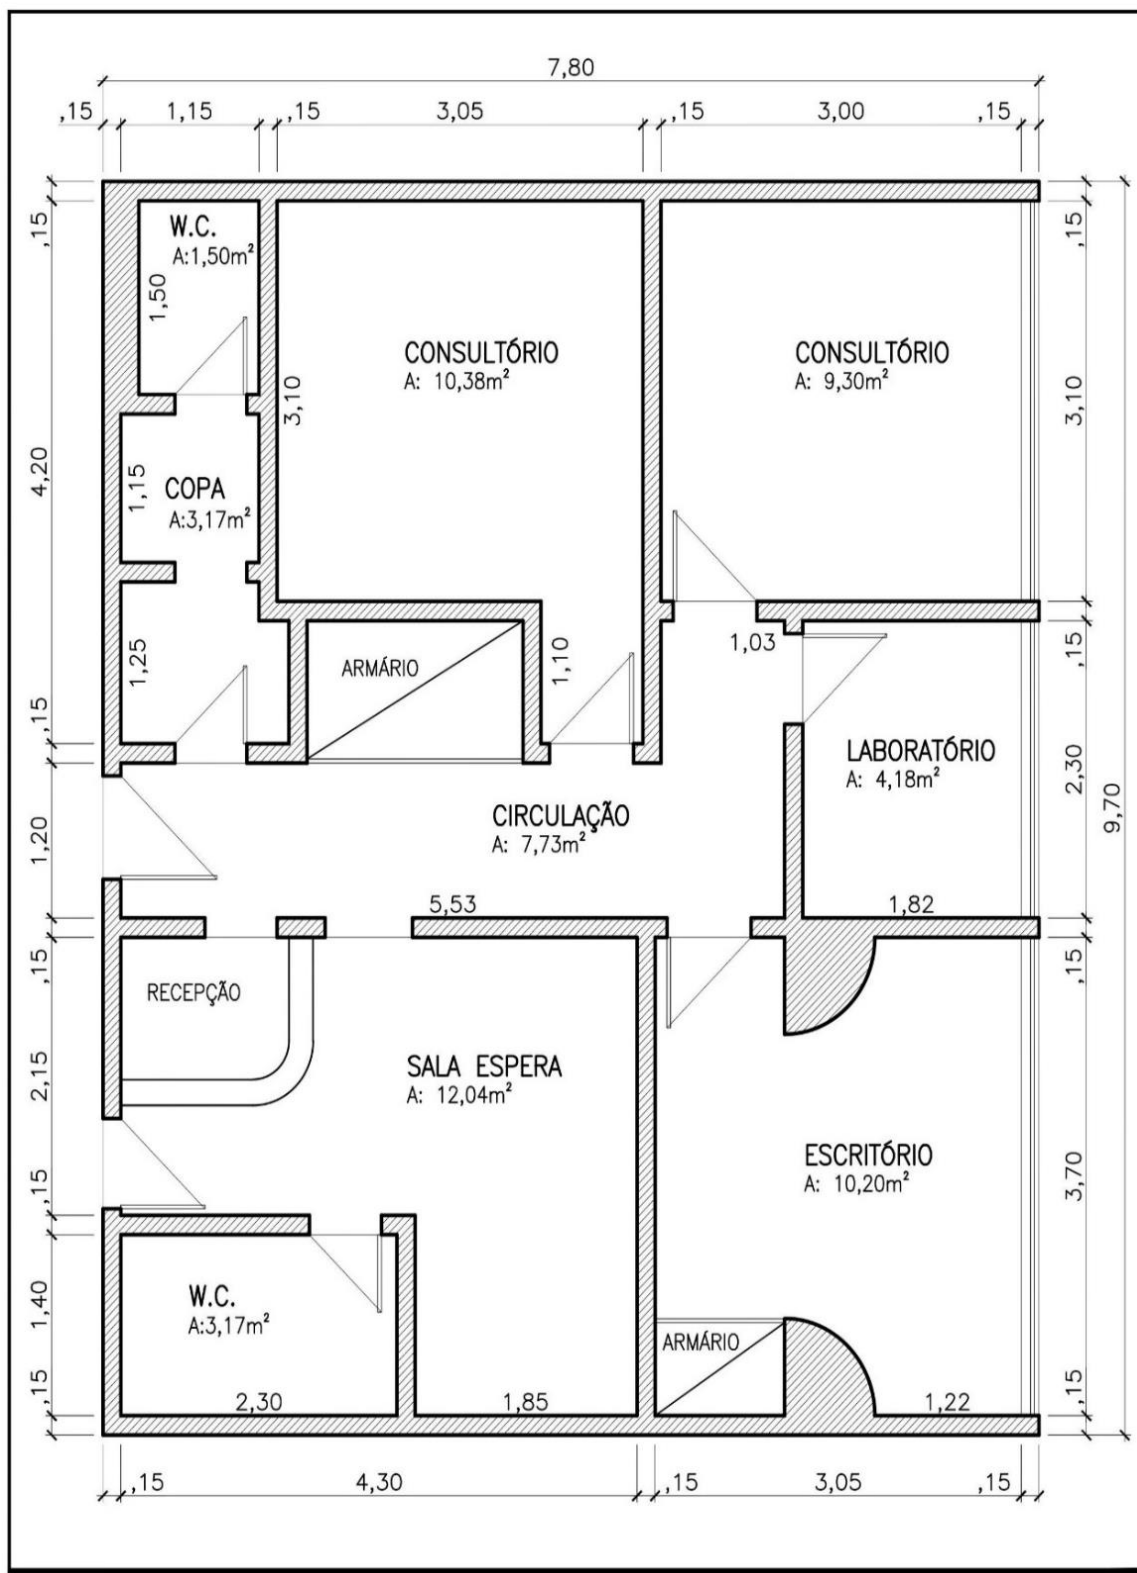 7,80
,15
1,15
,15
3,05
,15
3,00
,15
,15
W.C.
A:1,50m²
1,50
3,10
CONSULTÓRIO
A: 10,38m²
CONSULTÓRIO
A: 9,30m²
,15
3,10
4,20
1,15
COPA
A:3,17m²
1,25
ARMÁRIO
1,10
1,03
,15
,15
LABORATÓRIO
A: 4,18m²
2,30
9,70
1,20
CIRCULAÇÃO
A: 7,73m²
5,53
1,82
,15
RECEPÇÃO
,15
2,15
SALA ESPERA
A: 12,04m²
ESCRITÓRIO
A: 10,20m²
3,70
,15
1,40
W.C.
A:3,17m²
ARMÁRIO
,15
2,30
1,85
1,22
,15
,15
4,30
,15
3,05
,15